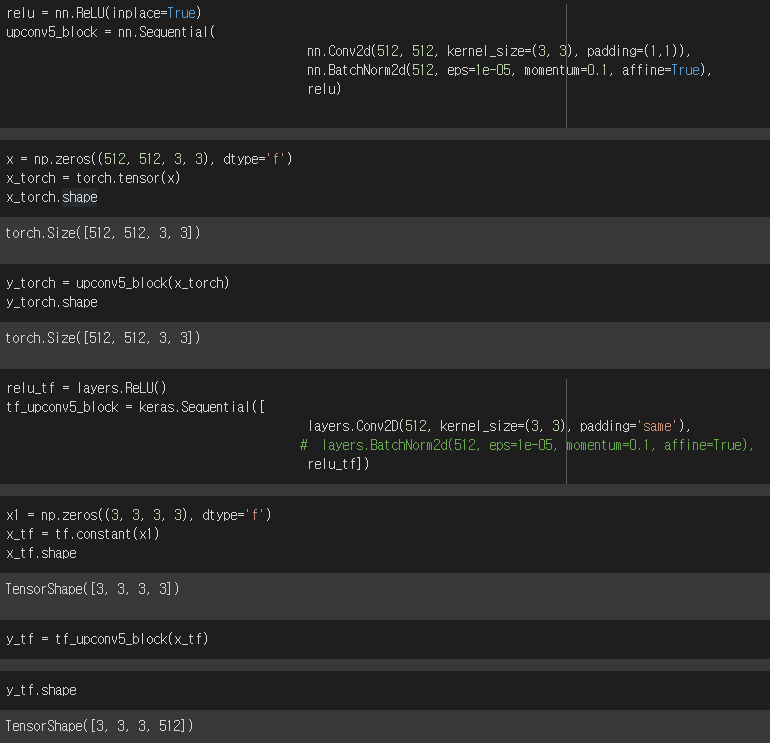 relu = nn.ReLU(inplace=True)
upconv5_block = nn.Sequential(
nn.Conv2d(512, 512, kernel_size=(3, 3), padding=(1,1)),
nn.BatchNorm2d(512, eps=1e-05, momentum=0.1, affine=True),
relu)
x = np.zeros((512, 512, 3, 3), dtype='f')
x_torch = torch.tensor(x)
x_torch.shape
torch.Size([512, 512, 3, 3])
y_torch = upconv5_block(x_torch)
y_torch.shape
torch.Size([512, 512, 3, 3])
relu_tf = layers.ReLU()
tf_upconv5_block = keras.Sequential([
layers.Conv2D(512, kernel_size=(3, 3), padding='same'),
# layers.BatchNorm2d(512, eps=1e-05, momentum=0.1, affine=True),
relu_tf])
x1 = np.zeros((3, 3, 3, 3), dtype='f')
x_tf = tf.constant(x1)
x_tf.shape
TensorShape([3, 3, 3, 3])
y_tf = tf_upconv5_block(x_tf)
y_tf.shape
TensorShape([3, 3, 3, 512])